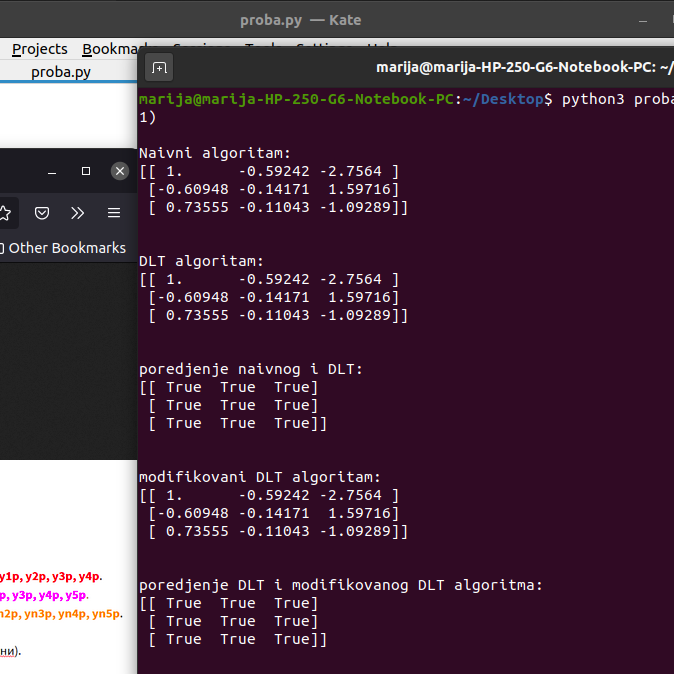 proba.py — Kate
Projects
proba.py
marija@marija-HP-250-G6-Notebook-PC: ~/
marija@marija-HP-250-G6-Notebook-PC:~/Desktop$ python3 proba
1)
Naivni algoritam:
[[ 1.      -0.59242 -2.7564 ]
 [-0.60948 -0.14171  1.59716]
 [ 0.73555 -0.11043 -1.09289]]
DLT algoritam:
[[ 1.      -0.59242 -2.7564 ]
 [-0.60948 -0.14171  1.59716]
 [ 0.73555 -0.11043 -1.09289]]
poredjenje naivnog i DLT:
[[ True  True  True]
 [ True  True  True]
 [ True  True  True]]
modifikovani DLT algoritam:
[[ 1.      -0.59242 -2.7564 ]
 [-0.60948 -0.14171  1.59716]
 [ 0.73555 -0.11043 -1.09289]]
poredjenje DLT i modifikovanog DLT algoritma:
[[ True  True  True]
 [ True  True  True]
 [ True  True  True]]
Other Bookmarks
y1p, y2p, y3p, y4p.
p, y3p, y4p, y5p.
n2p, yn3p, yn4p, yn5p.
ни).